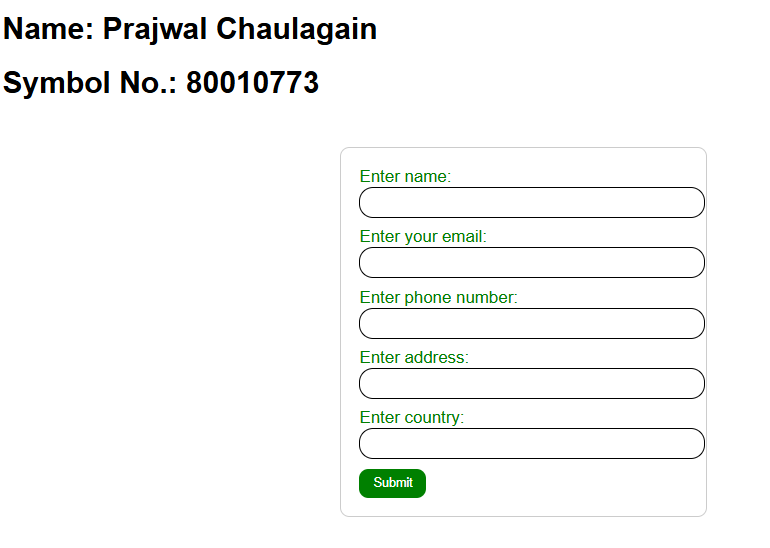 Name: Prajwal Chaulagain
Symbol No.: 80010773
Enter name:
Enter your email:
Enter phone number:
Enter address:
Enter country:
Submit